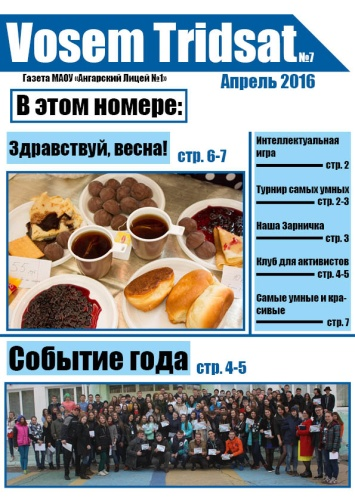 Vosem Tridsat №7
Газета МАОУ «Ангарский Лицей №1»
Апрель 2016
В этом номере:
Здравствуй, весна! стр. 6-7
Интеллектуальная
игра
стр. 2
Турнир самых умных
стр. 2-3
Наша Зарничка
стр. 3
Клуб для активистов
стр. 4-5
Самые умные и кра-
сивые
стр. 7
Событие года стр. 4-5